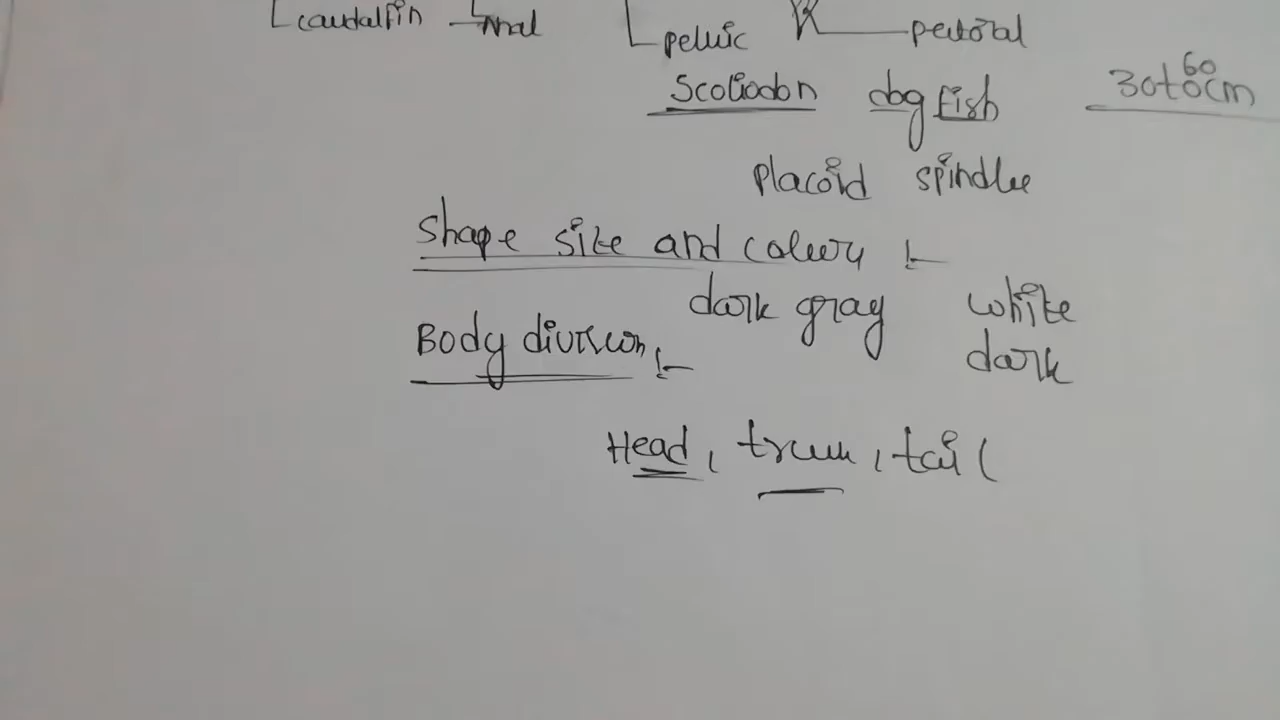 caudalfin pelvic pectoral
Scoliodon dog fish 30to60cm
placoid spindle
shape size and colour :-
dark gray white
Body division :- dark
Head, trunk, tail